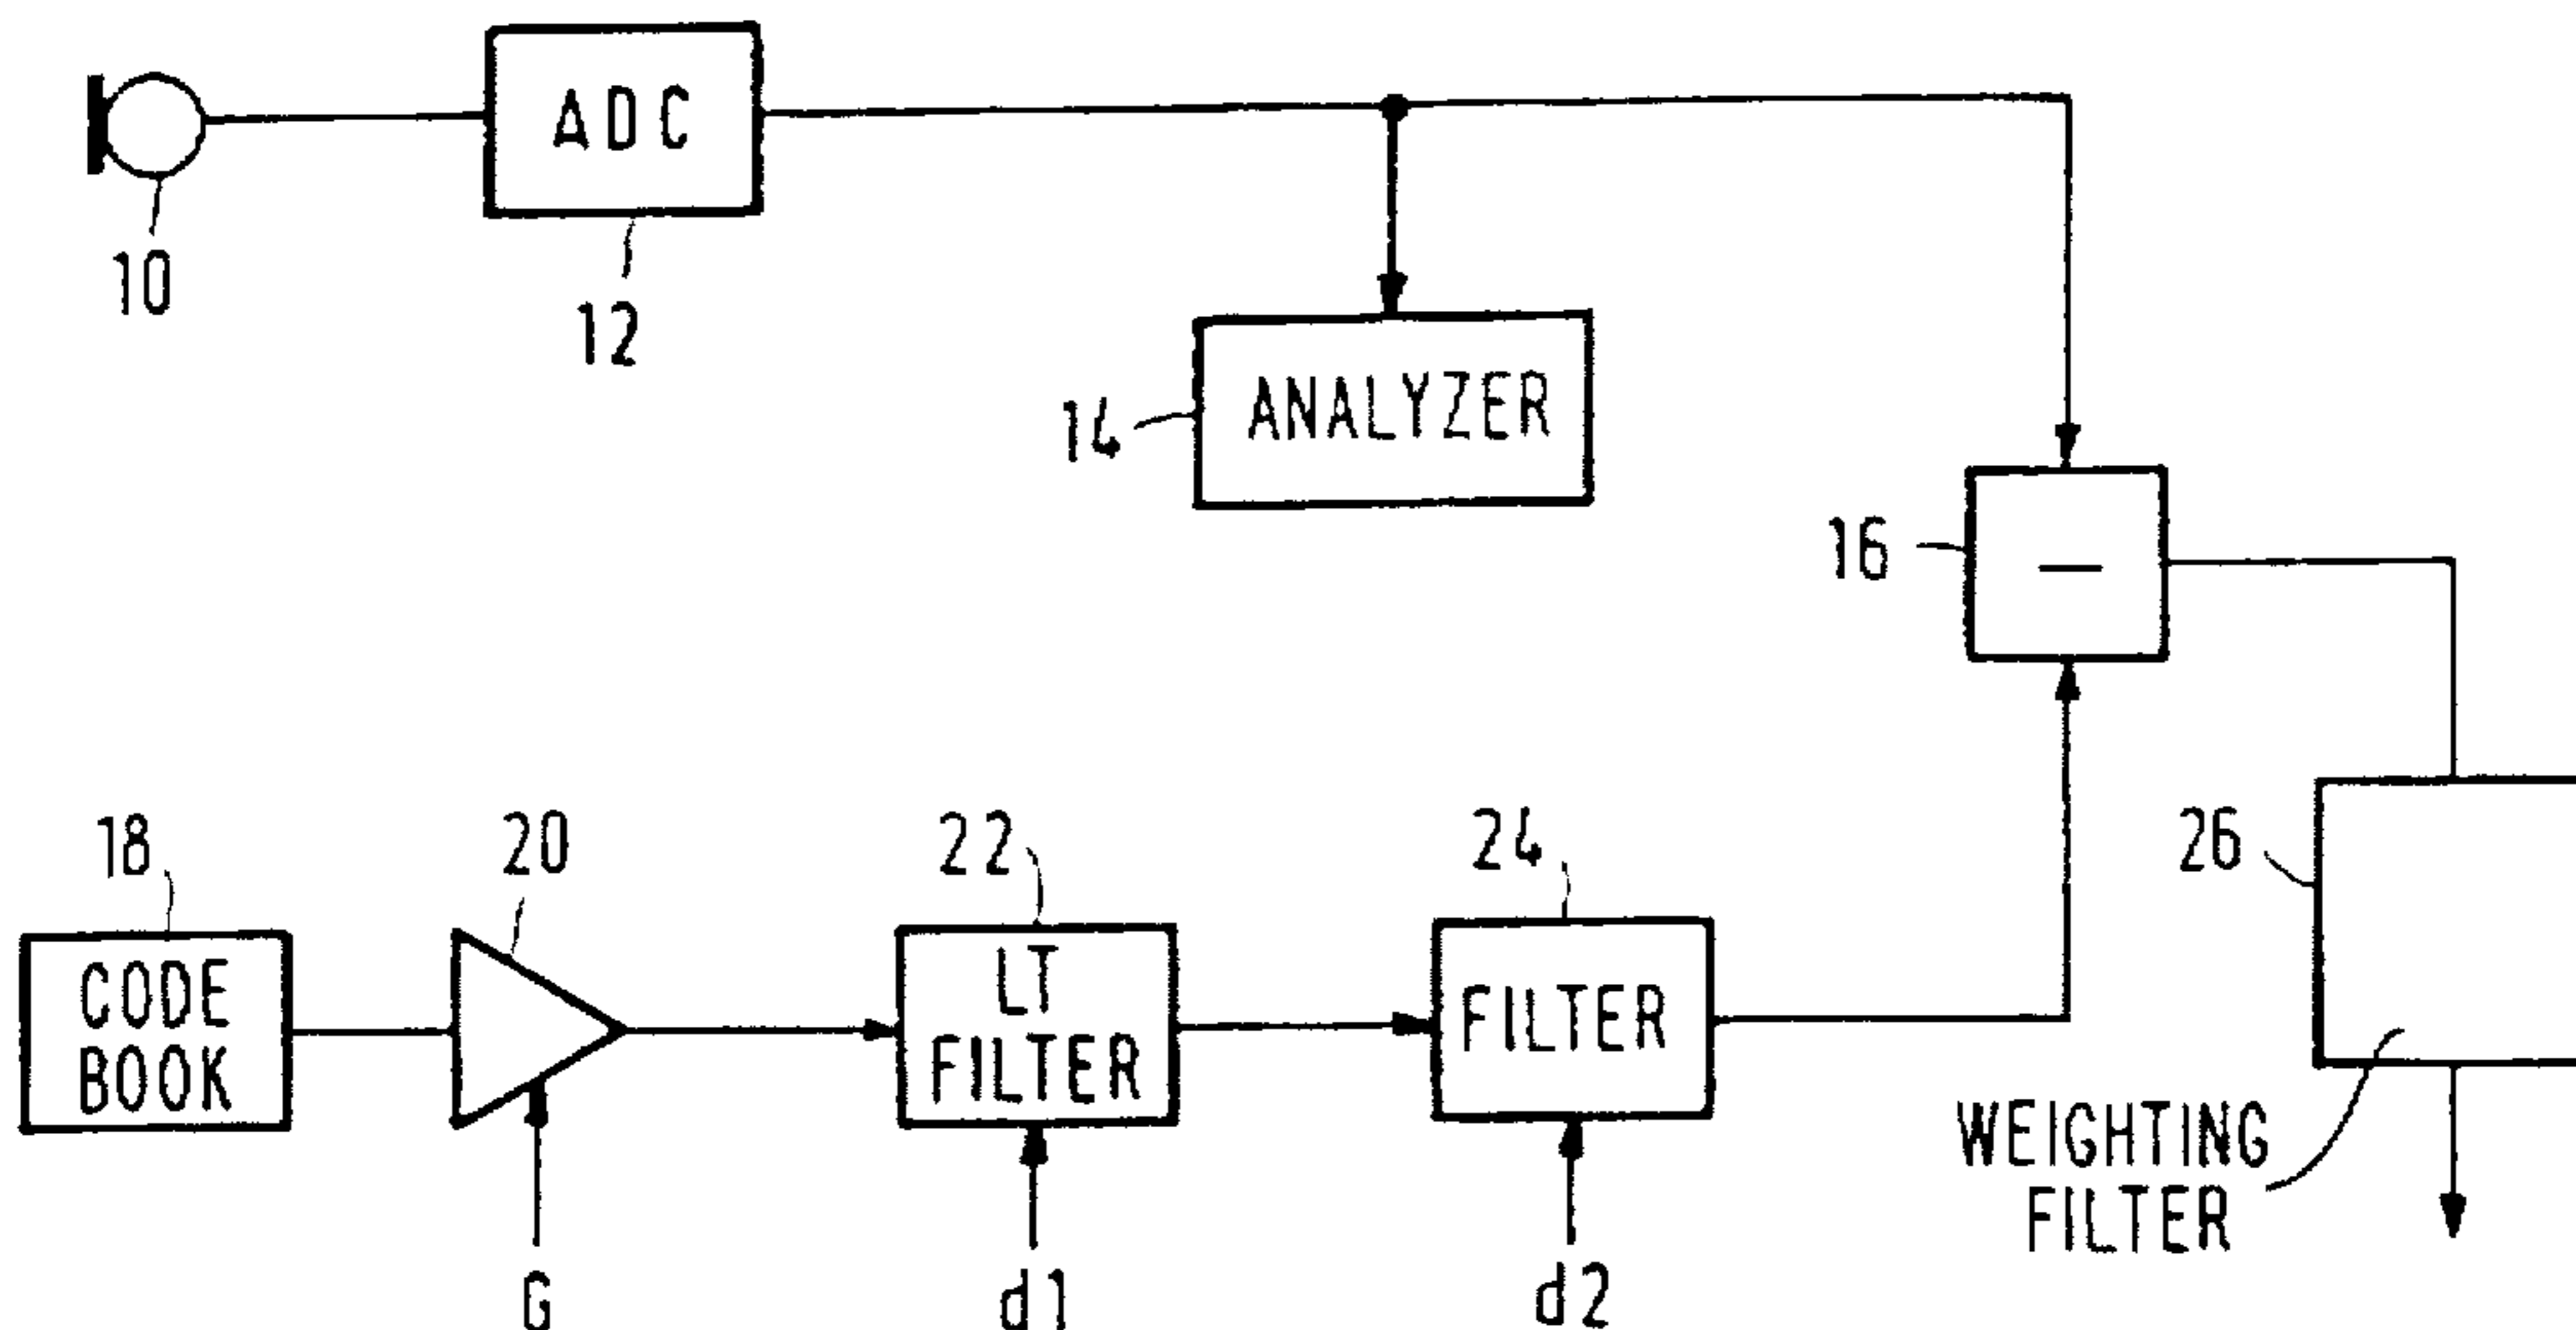 ADC
10
12
ANALYZER
14
16
–
18
20
22
24
26
CODE
BOOK
LT
FILTER
FILTER
WEIGHTING
FILTER
G
d1
d2